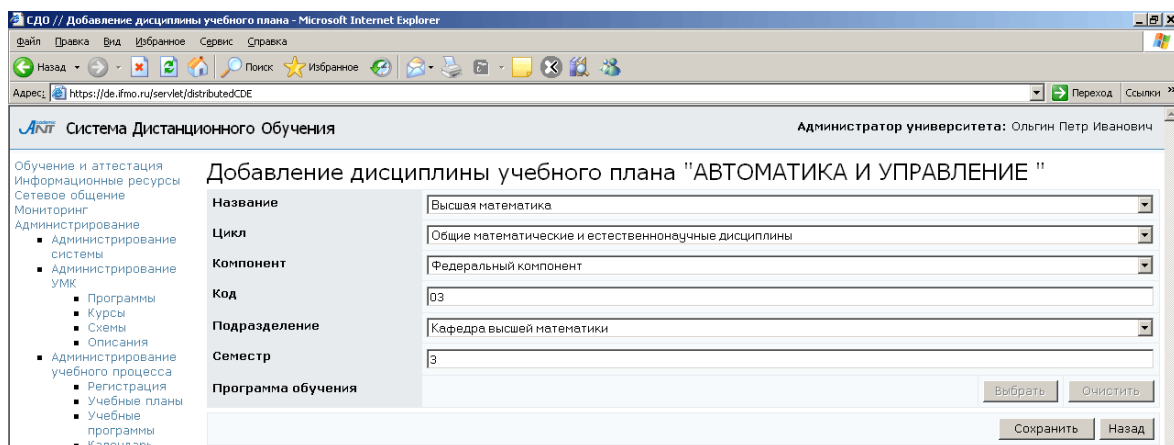 СДО // Добавление дисциплины учебного плана - Microsoft Internet Explorer
Файл Правка Вид Избранное Сервис Справка
Назад Поиск Избранное
Адрес: https://de.ifmo.ru/servlet/distributedCDE Переход Ссылки »
Academic ANT Система Дистанционного Обучения Администратор университета: Ольгин Петр Иванович
Обучение и аттестация
Информационные ресурсы
Сетевое общение
Мониторинг
Администрирование
Администрирование
системы
Администрирование
УМК
Программы
Курсы
Схемы
Описания
Администрирование
учебного процесса
Регистрация
Учебные планы
Учебные
программы
Календарь
Добавление дисциплины учебного плана "АВТОМАТИКА И УПРАВЛЕНИЕ "
Название Высшая математика
Цикл Общие математические и естественнонаучные дисциплины
Компонент Федеральный компонент
Код 03
Подразделение Кафедра высшей математики
Семестр 3
Программа обучения Выбрать Очистить
Сохранить Назад